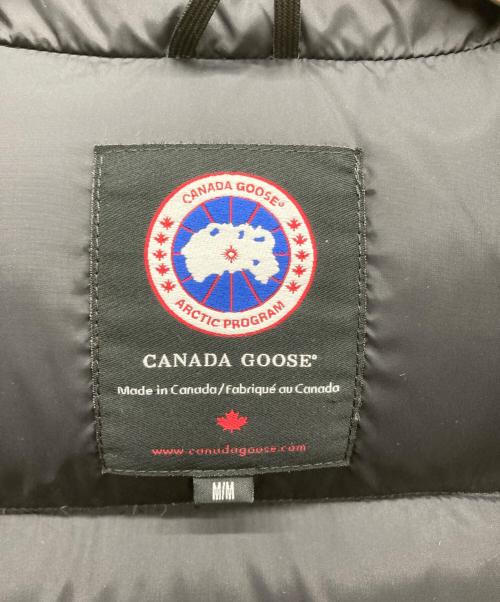 CANADA GOOSE®
ARCTIC PROGRAM
CANADA GOOSE®
Made in Canada/Fabriqué au Canada
www.canadagoose.com
M/M